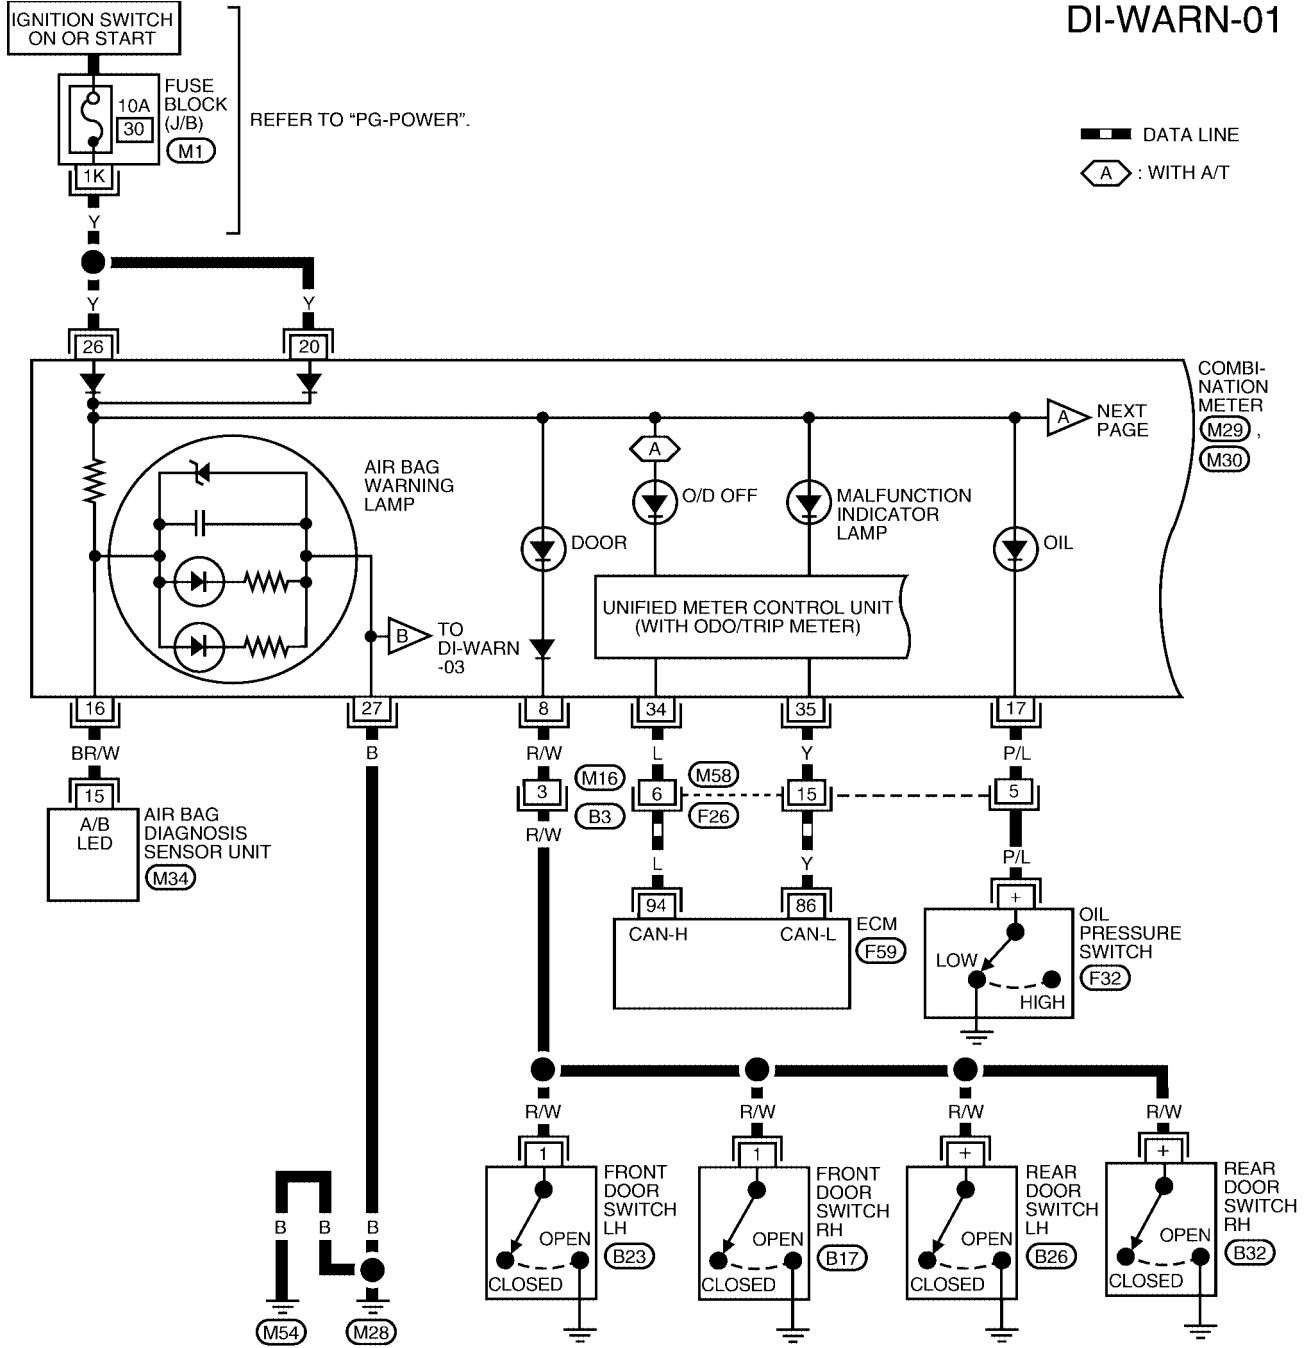 DI-WARN-01
IGNITION SWITCH
ON OR START
FUSE
BLOCK
(J/B)
M1
10A
30
1K
REFER TO “PG-POWER”.
DATA LINE
A : WITH A/T
Y
Y
Y
26
20
COMBI-
NATION
METER
M29 ,
M30
A
NEXT
PAGE
A
AIR BAG
WARNING
LAMP
O/D OFF
MALFUNCTION
INDICATOR
LAMP
DOOR
OIL
UNIFIED METER CONTROL UNIT
(WITH ODO/TRIP METER)
B
TO
DI-WARN
-03
16
27
8
34
35
17
BR/W
B
R/W
L
Y
P/L
15
A/B
LED
AIR BAG
DIAGNOSIS
SENSOR UNIT
M34
3
M16
B3
6
M58
F26
15
5
R/W
L
Y
P/L
94
86
CAN-H
CAN-L
ECM
F59
+
OIL
PRESSURE
SWITCH
F32
LOW
HIGH
R/W
R/W
R/W
R/W
1
1
+
+
FRONT
DOOR
SWITCH
LH
B23
OPEN
CLOSED
FRONT
DOOR
SWITCH
RH
B17
OPEN
CLOSED
REAR
DOOR
SWITCH
LH
B26
OPEN
CLOSED
REAR
DOOR
SWITCH
RH
B32
OPEN
CLOSED
B
B
B
M54
M28